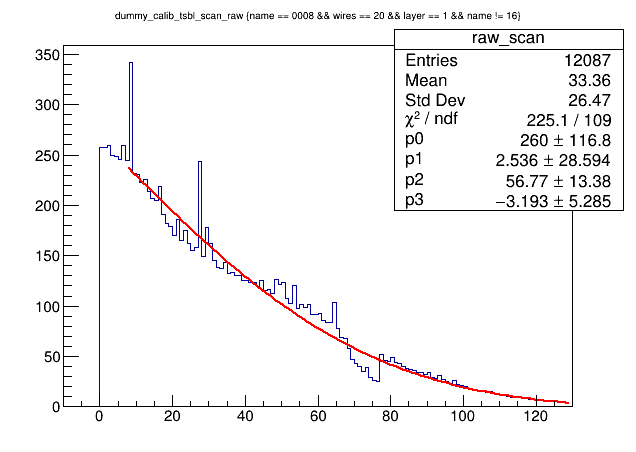 dummy_calib_tsbl_scan_raw {name == 0008 && wires == 20 && layer == 1 && name != 16}
raw_scan
Entries 12087
Mean 33.36
Std Dev 26.47
χ² / ndf 225.1 / 109
p0 260 ± 116.8
p1 2.536 ± 28.594
p2 56.77 ± 13.38
p3 −3.193 ± 5.285
350
300
250
200
150
100
50
0
0 20 40 60 80 100 120